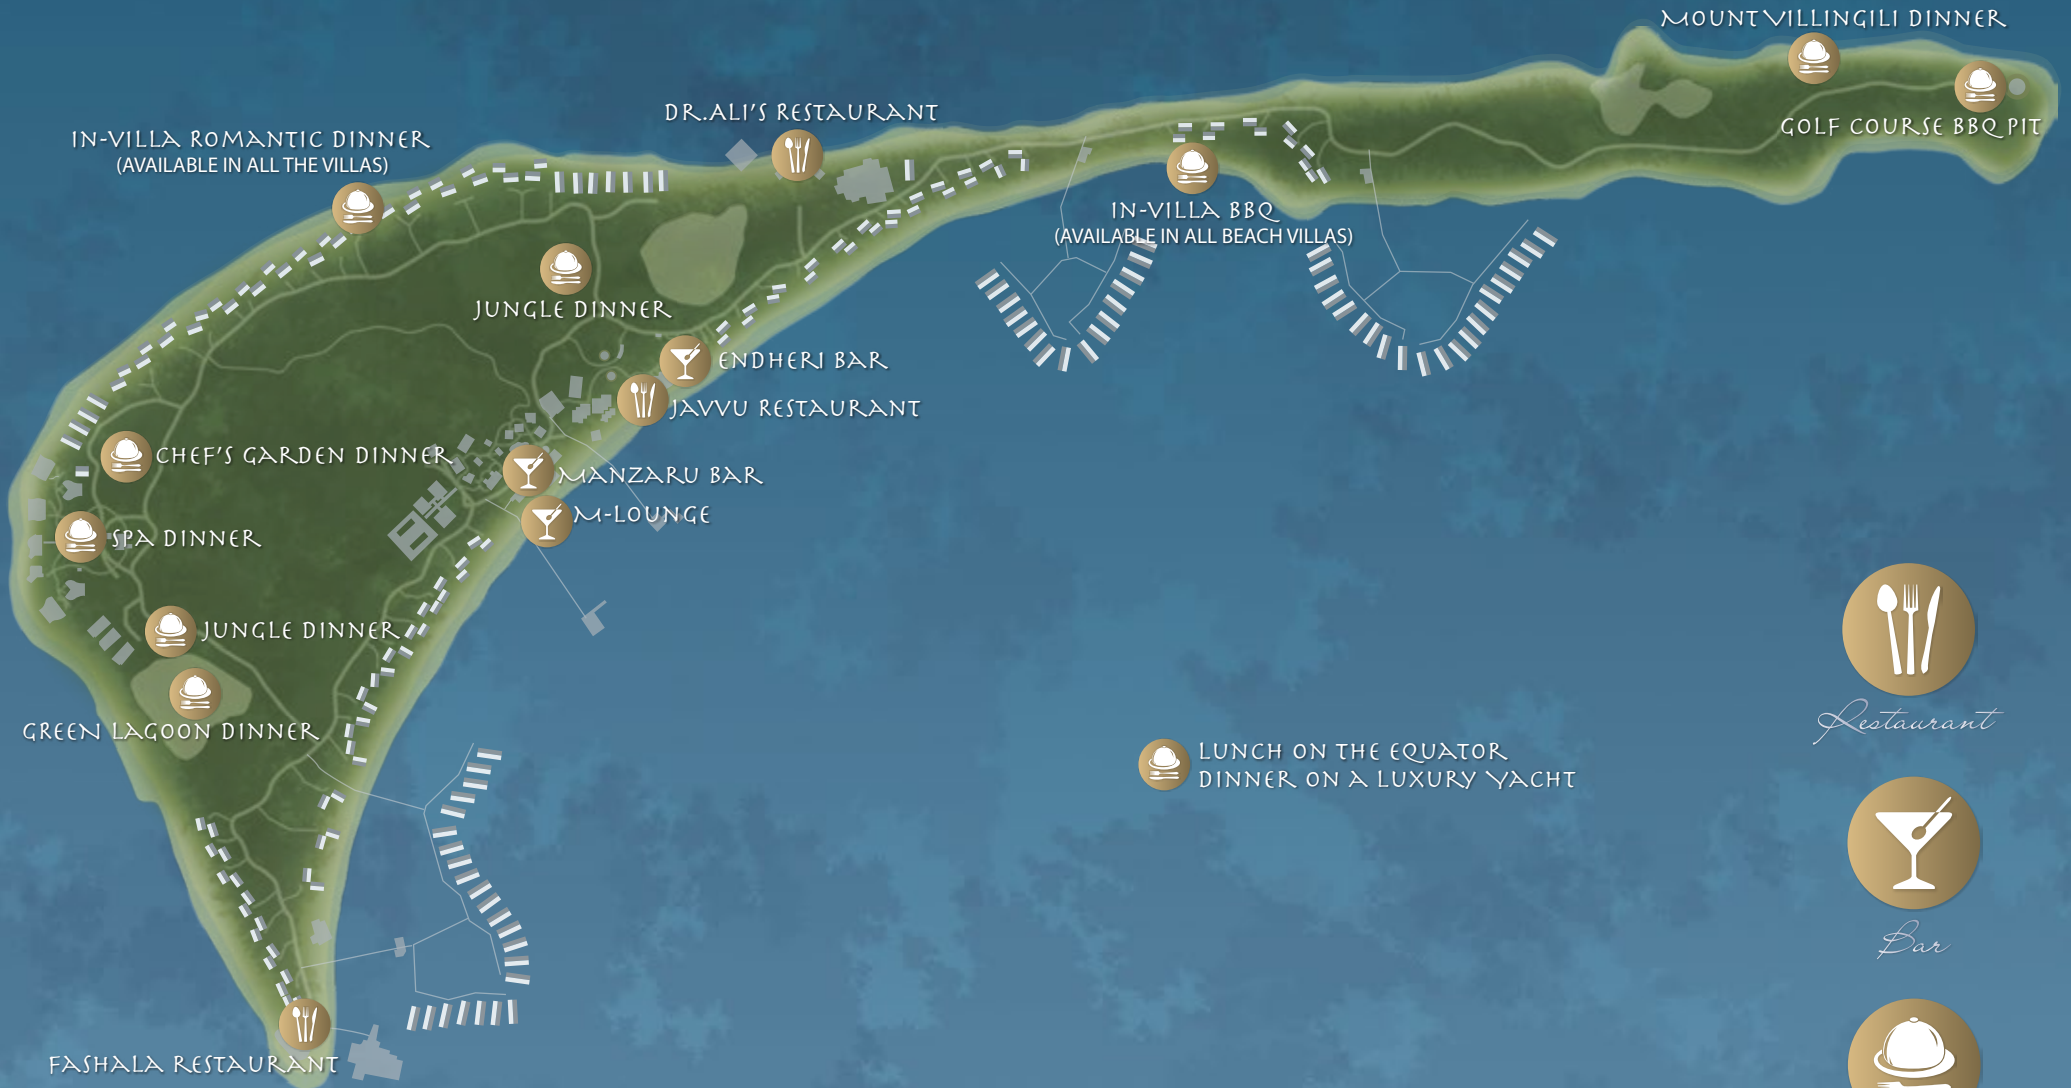 MOUNT VILLINGILI DINNER
DR.ALI'S RESTAURANT
GOLF COURSE BBQ PIT
IN-VILLA ROMANTIC DINNER
(AVAILABLE IN ALL THE VILLAS)
IN-VILLA BBQ
(AVAILABLE IN ALL BEACH VILLAS)
JUNGLE DINNER
ENDHERI BAR
JAVVU RESTAURANT
CHEF'S GARDEN DINNER
MANZARU BAR
M-LOUNGE
SPA DINNER
JUNGLE DINNER
GREEN LAGOON DINNER
Restaurant
LUNCH ON THE EQUATOR
DINNER ON A LUXURY YACHT
Bar
FASHALA RESTAURANT